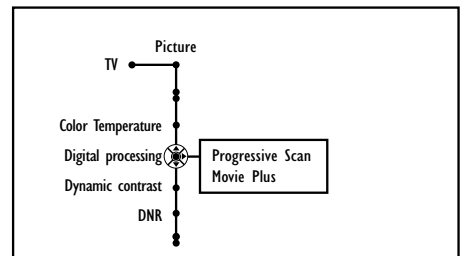 Picture
TV
Color Temperature
Digital processing
Progressive Scan
Movie Plus
Dynamic contrast
DNR